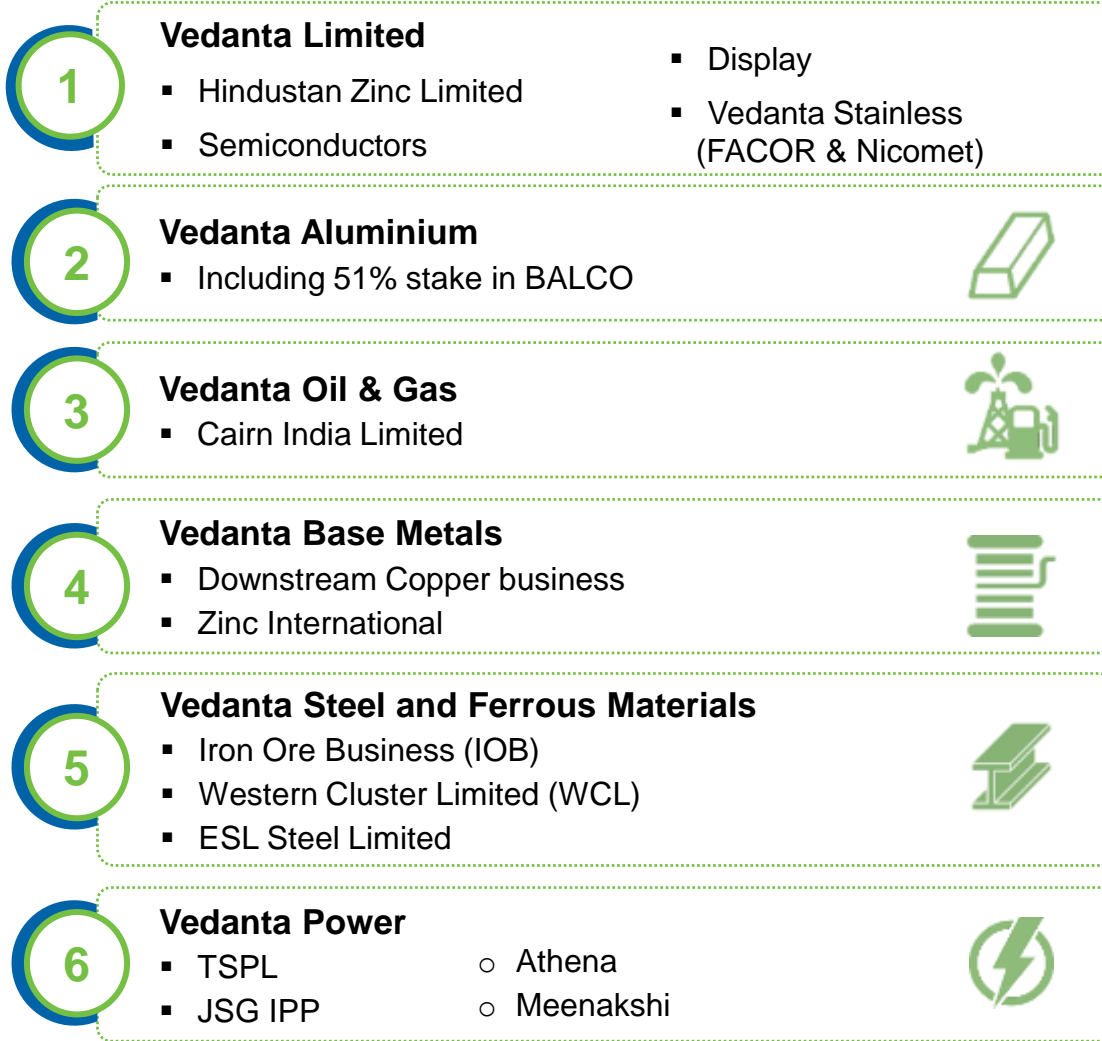 1
Vedanta Limited
▪ Hindustan Zinc Limited
▪ Semiconductors
▪ Display
▪ Vedanta Stainless
(FACOR & Nicomet)
2
Vedanta Aluminium
▪ Including 51% stake in BALCO
3
Vedanta Oil & Gas
▪ Cairn India Limited
4
Vedanta Base Metals
▪ Downstream Copper business
▪ Zinc International
5
Vedanta Steel and Ferrous Materials
▪ Iron Ore Business (IOB)
▪ Western Cluster Limited (WCL)
▪ ESL Steel Limited
6
Vedanta Power
▪ TSPL
▪ JSG IPP
○ Athena
○ Meenakshi